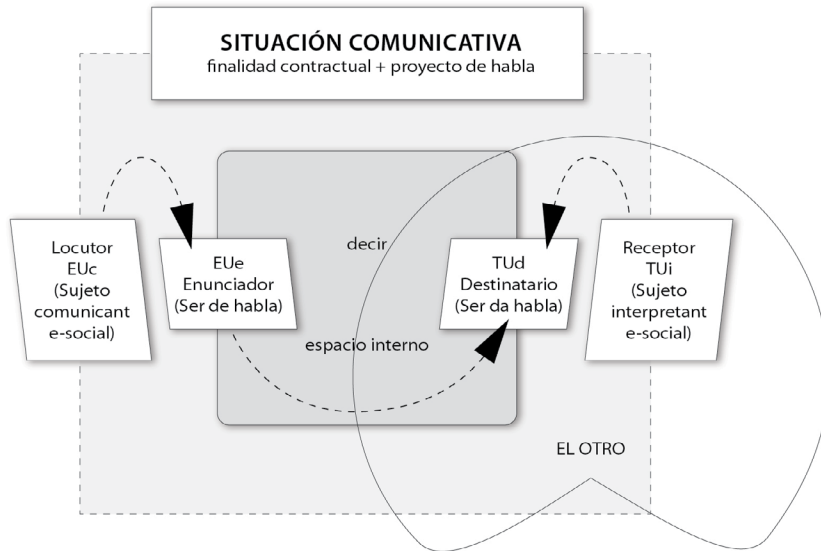 SITUACIÓN COMUNICATIVA
finalidad contractual + proyecto de habla
Locutor
EUc
(Sujeto
comunicant
e-social)
EUe
Enunciador
(Ser de habla)
decir
espacio interno
TUd
Destinatario
(Ser da habla)
Receptor
TUi
(Sujeto
interpretant
e-social)
EL OTRO